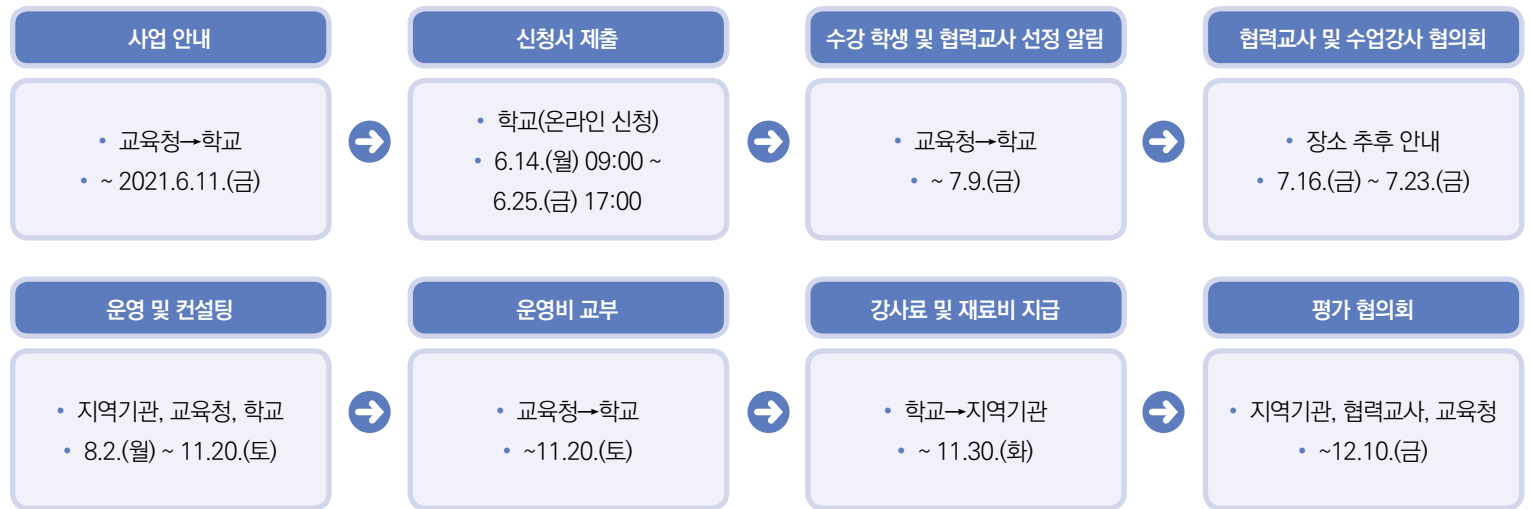 사업 안내
• 교육청→학교
• ~ 2021.6.11.(금)
신청서 제출
• 학교(온라인 신청)
• 6.14.(월) 09:00 ~
6.25.(금) 17:00
수강 학생 및 협력교사 선정 알림
• 교육청→학교
• ~ 7.9.(금)
협력교사 및 수업강사 협의회
• 장소 추후 안내
• 7.16.(금) ~ 7.23.(금)
운영 및 컨설팅
• 지역기관, 교육청, 학교
• 8.2.(월) ~ 11.20.(토)
운영비 교부
• 교육청→학교
• ~11.20.(토)
강사료 및 재료비 지급
• 학교→지역기관
• ~ 11.30.(화)
평가 협의회
• 지역기관, 협력교사, 교육청
• ~12.10.(금)